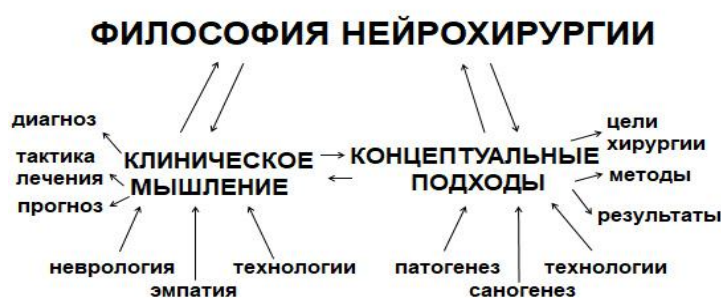 ФИЛОСОФИЯ НЕЙРОХИРУРГИИ
диагноз
тактика
лечения
прогноз
КЛИНИЧЕСКОЕ
МЫШЛЕНИЕ
КОНЦЕПТУАЛЬНЫЕ
ПОДХОДЫ
цели
хирургии
методы
результаты
неврология
эмпатия
технологии
патогенез
саногенез
технологии